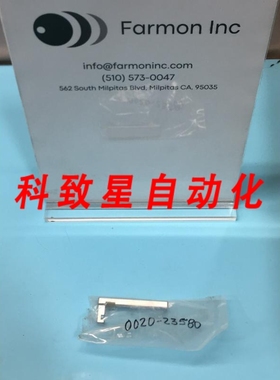 Farmon Inc
info@farmoninc.com
(510) 573-0047
562 South Milpitas Blvd, Milpitas CA, 95035
科致星自动化
0020-23580